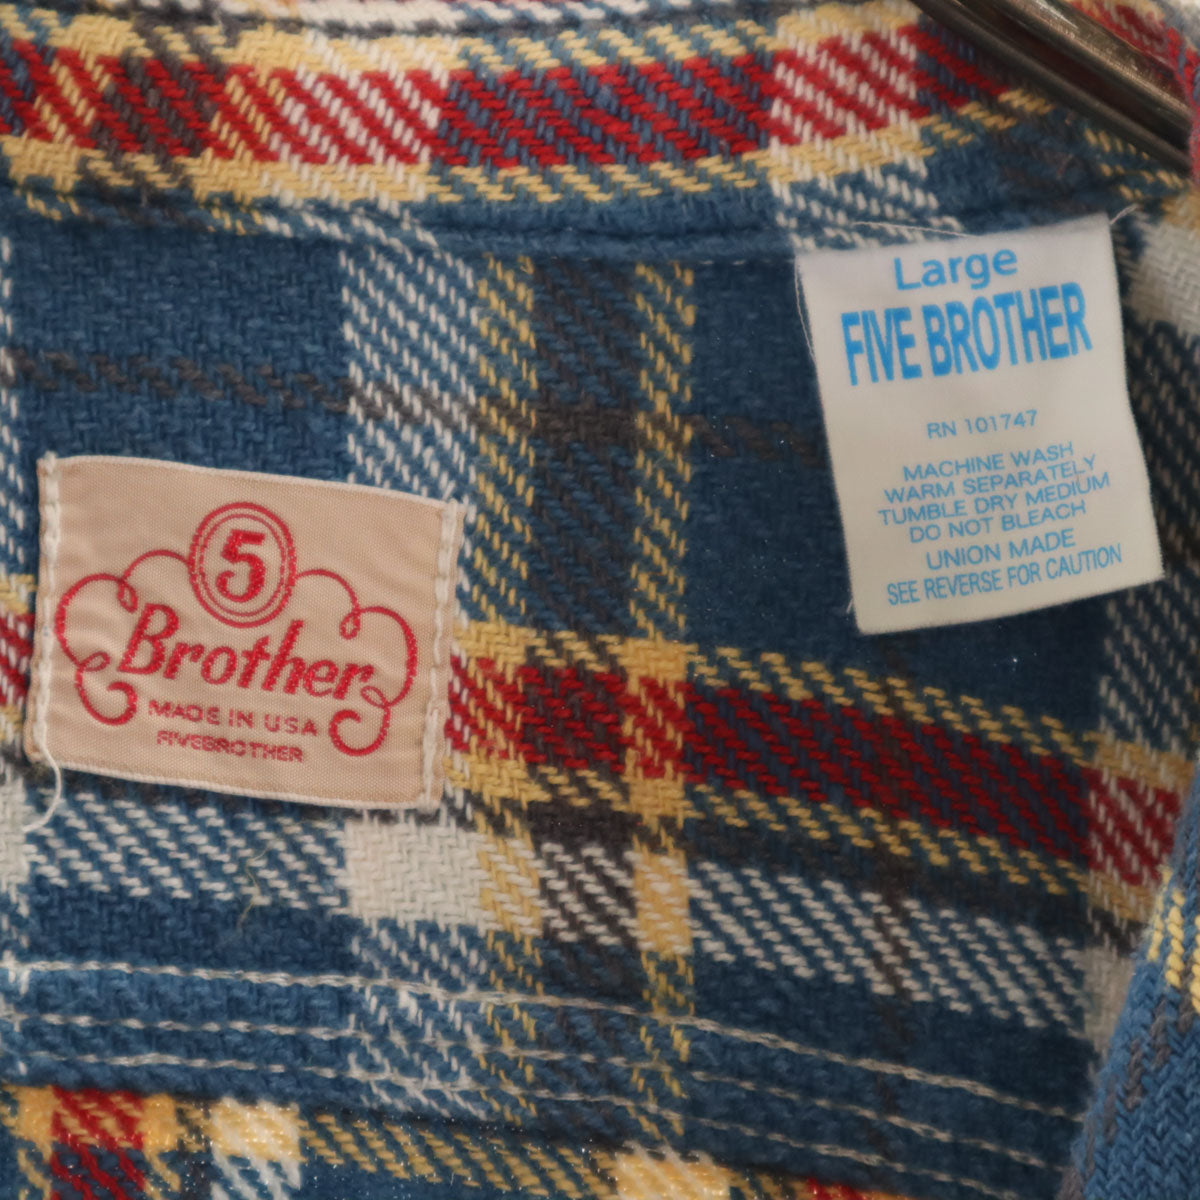 Large
FIVE BROTHER
RN 101747
MACHINE WASH
WARM SEPARATELY
TUMBLE DRY MEDIUM
DO NOT BLEACH
UNION MADE
SEE REVERSE FOR CAUTION
5
Brother
MADE IN USA
FIVEBROTHER